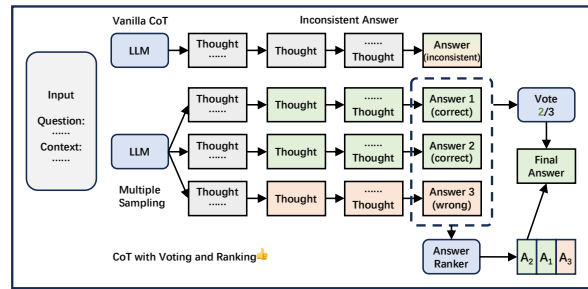 Vanilla CoT
Inconsistent Answer
LLM
Thought
......
Thought
......
Thought
Answer
(inconsistent)
Input
Question:
......
Context:
......
Thought
......
Thought
......
Thought
Answer 1
(correct)
Vote
2/3
LLM
Thought
......
Thought
......
Thought
Answer 2
(correct)
Final
Answer
Multiple
Sampling
Thought
......
Thought
......
Thought
Answer 3
(wrong)
CoT with Voting and Ranking👍
Answer
Ranker
A2 A1 A3